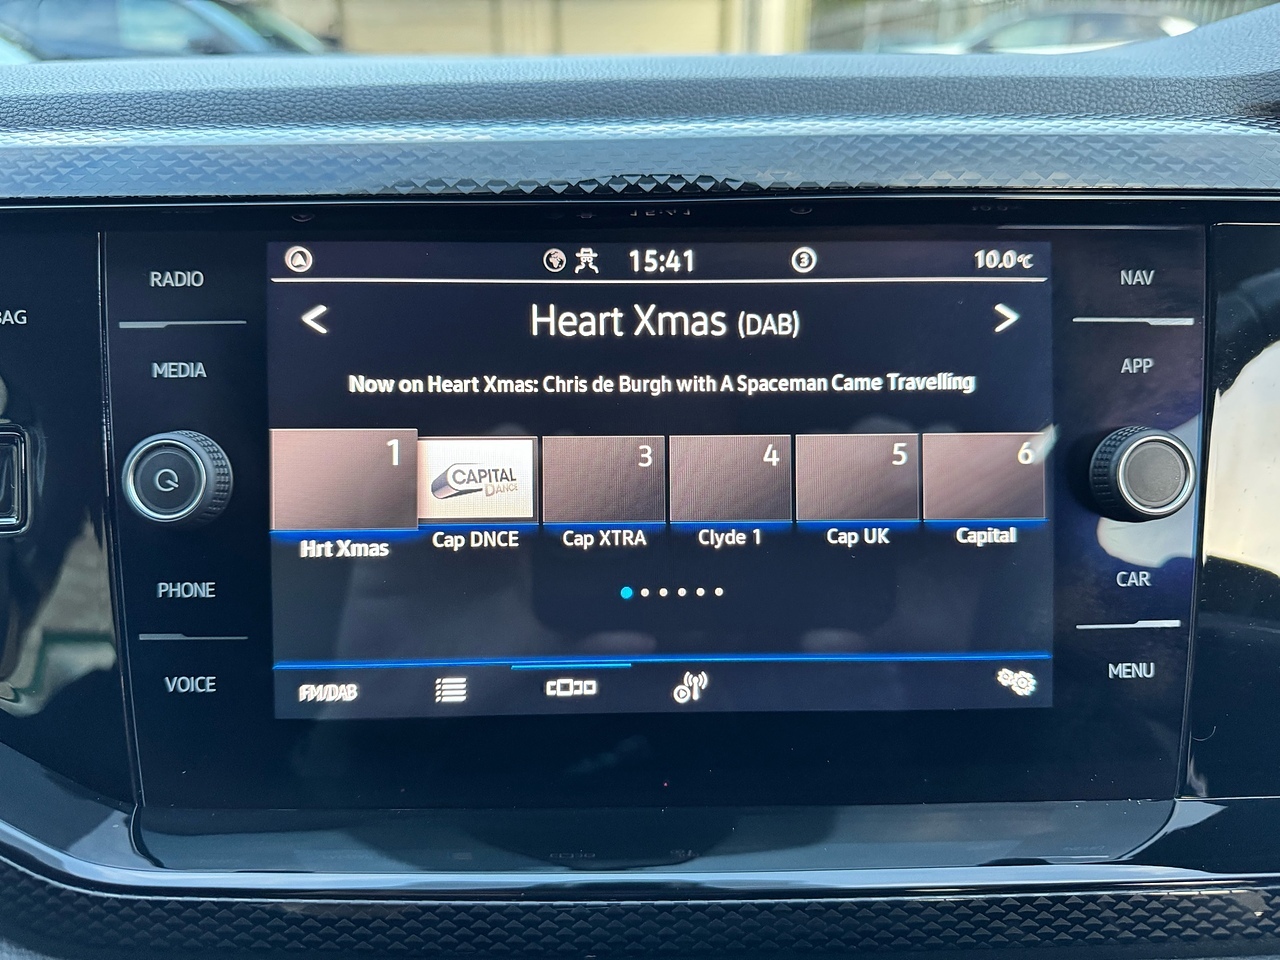 15:41 3 10.0°C
RADIO
NAV
BAG
< Heart Xmas (DAB) >
MEDIA
APP
Now on Heart Xmas: Chris de Burgh with A Spaceman Came Travelling
1 CAPITAL DANCE 3 4 5 6
Hrt Xmas Cap DNCE Cap XTRA Clyde 1 Cap UK Capital
PHONE
CAR
VOICE
MENU
FM/DAB